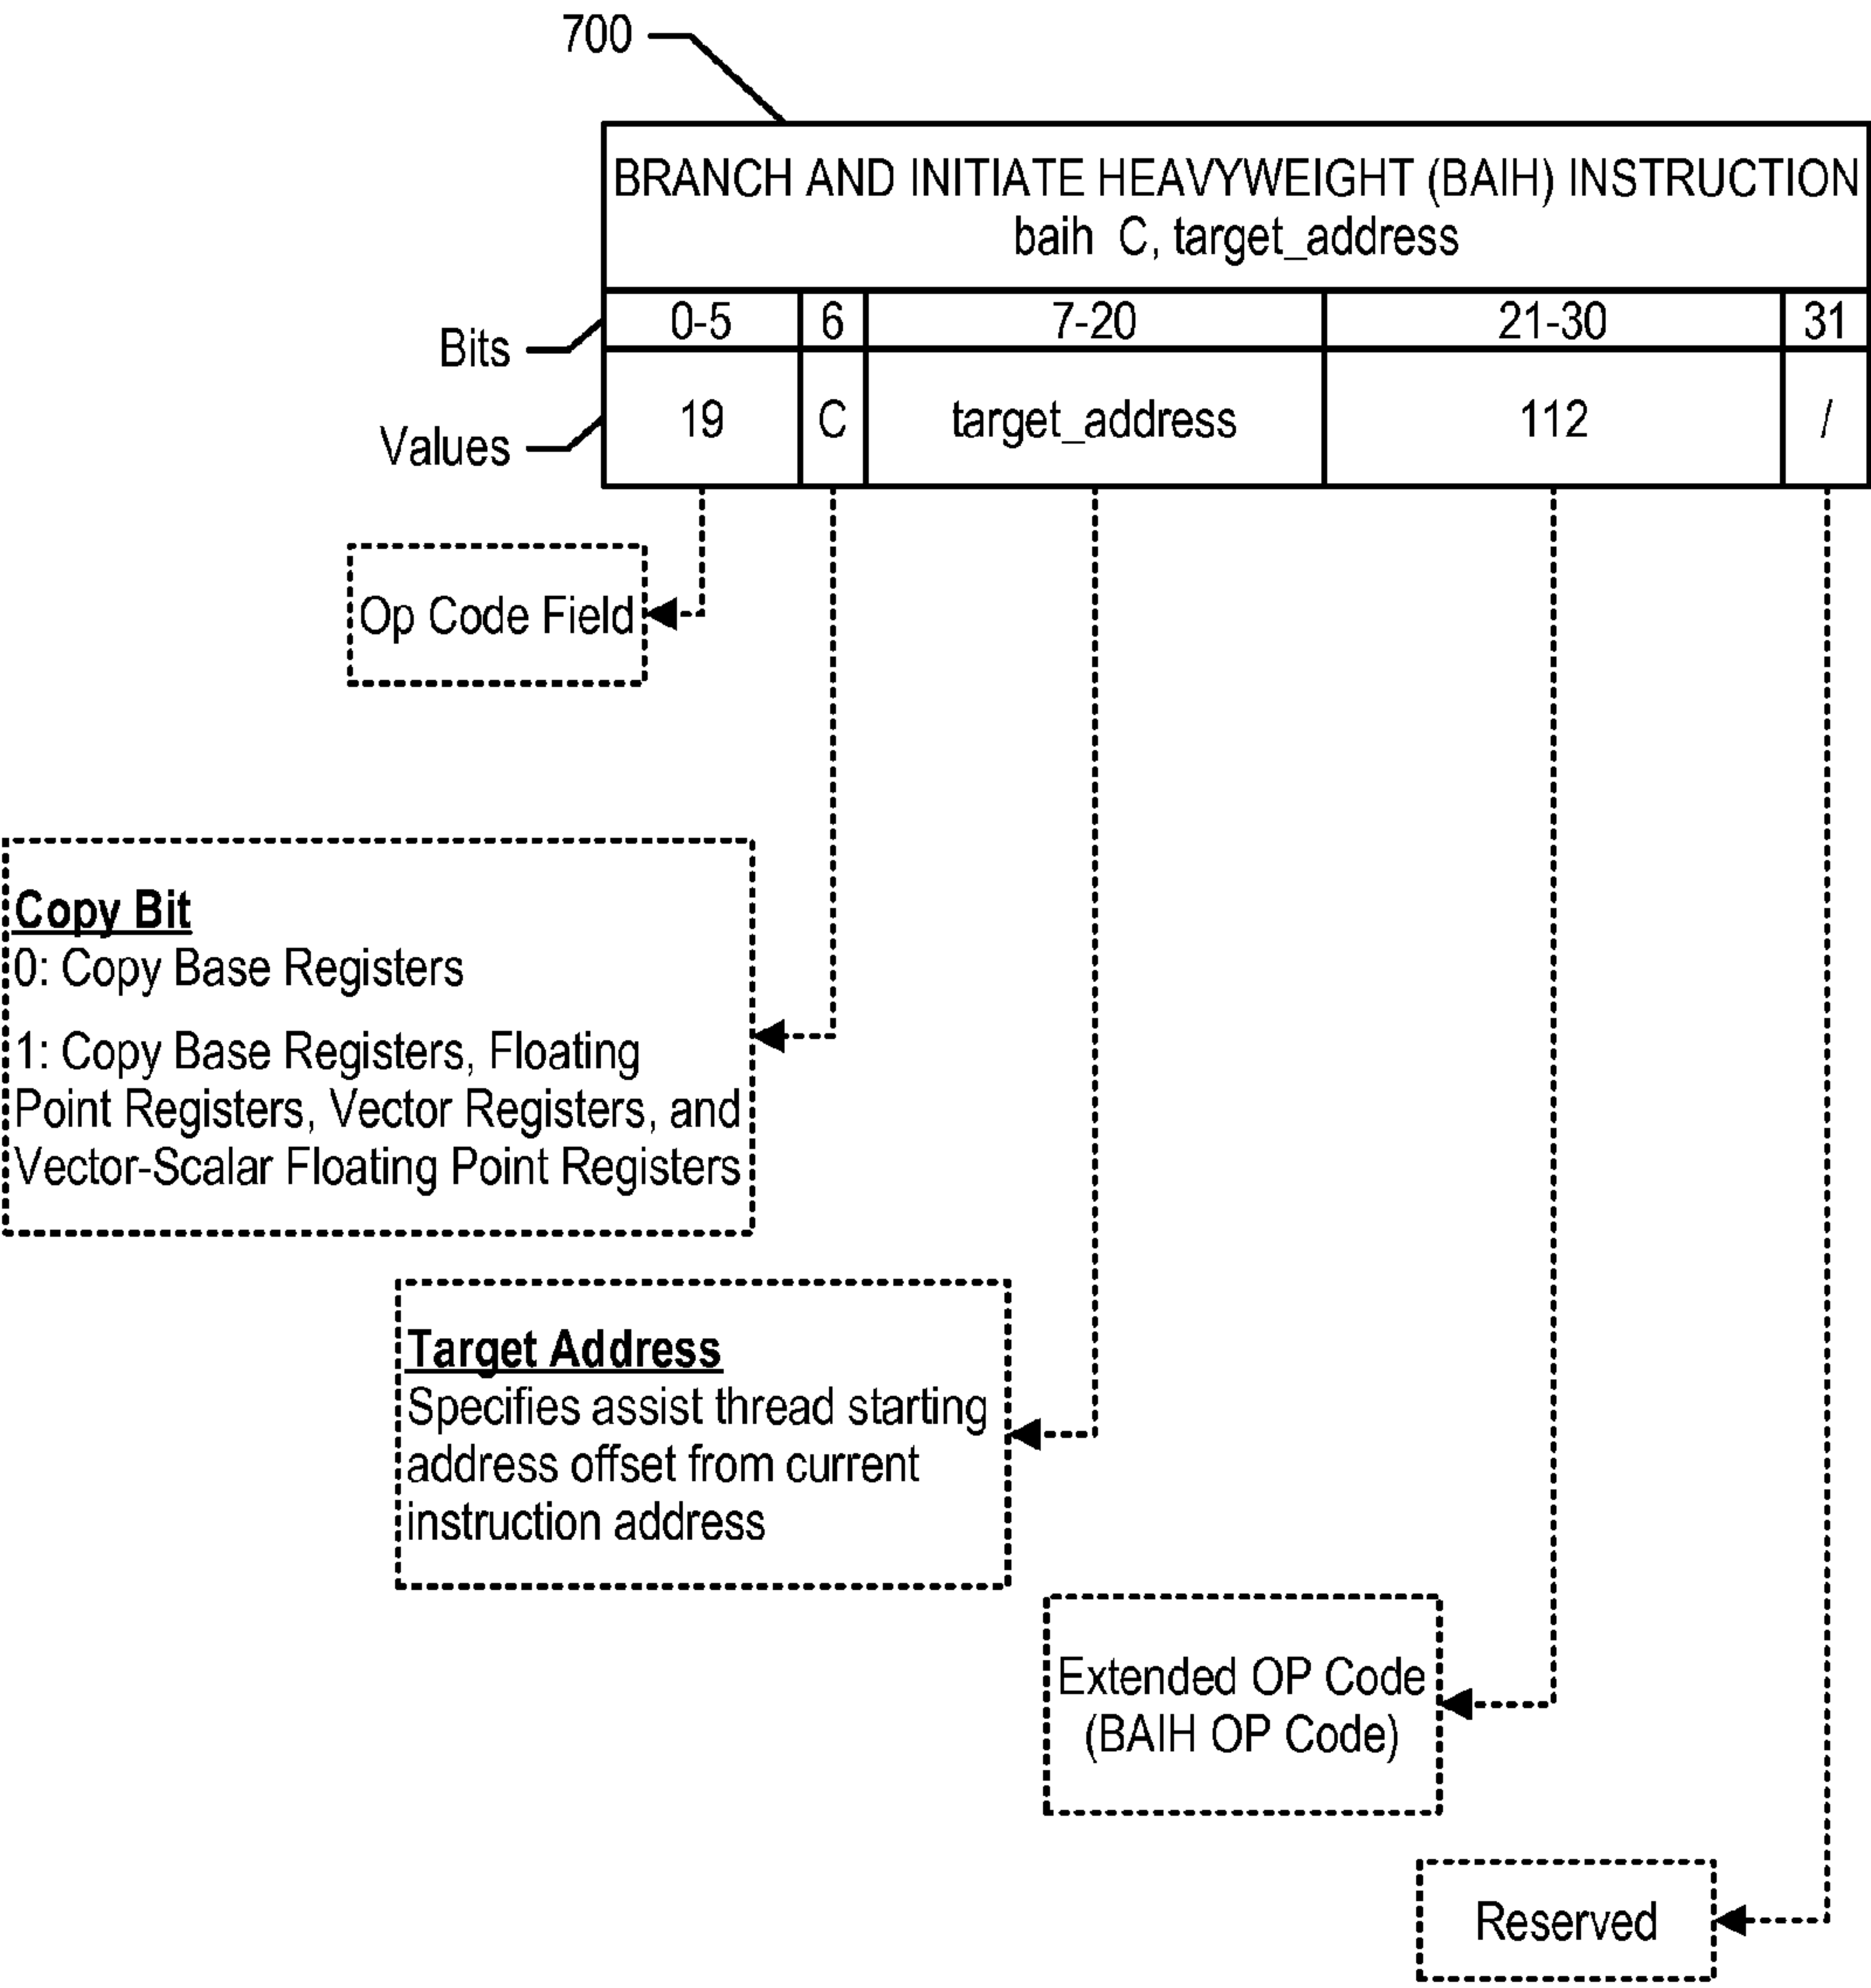 700
BRANCH AND INITIATE HEAVYWEIGHT (BAIH) INSTRUCTION
baih C, target_address
Bits
0-5 6 7-20 21-30 31
Values
19 C target_address 112 /
Op Code Field
Copy Bit
0: Copy Base Registers
1: Copy Base Registers, Floating
Point Registers, Vector Registers, and
Vector-Scalar Floating Point Registers
Target Address
Specifies assist thread starting
address offset from current
instruction address
Extended OP Code
(BAIH OP Code)
Reserved